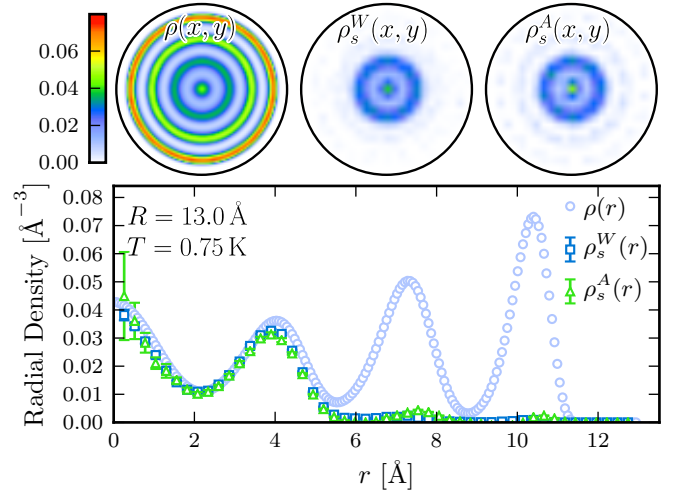 ρ(x, y)
ρ_s^W(x, y)
ρ_s^A(x, y)
0.06
0.04
0.02
0.00
R = 13.0 Å
T = 0.75 K
ρ(r)
ρ_s^W(r)
ρ_s^A(r)
Radial Density [Å⁻³]
0.08
0.07
0.06
0.05
0.04
0.03
0.02
0.01
0.00
0 2 4 6 8 10 12
r [Å]